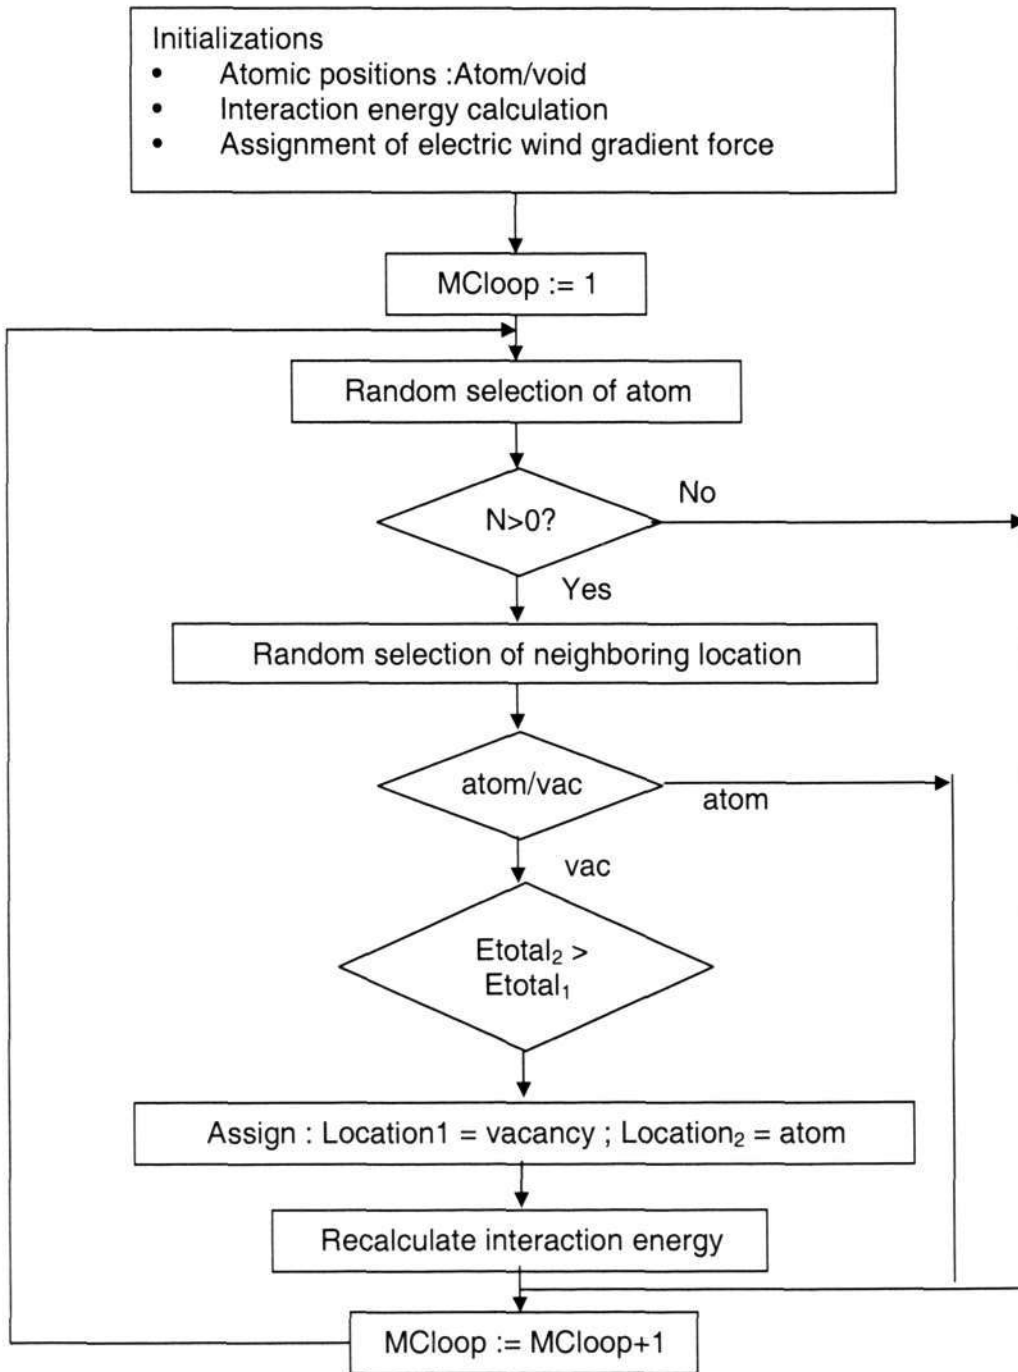 Initializations
• Atomic positions :Atom/void
• Interaction energy calculation
• Assignment of electric wind gradient force
MCloop := 1
Random selection of atom
N>0?
No
Yes
Random selection of neighboring location
atom/vac
atom
vac
Etotal₂ >
Etotal₁
Assign : Location1 = vacancy ; Location₂ = atom
Recalculate interaction energy
MCloop := MCloop+1